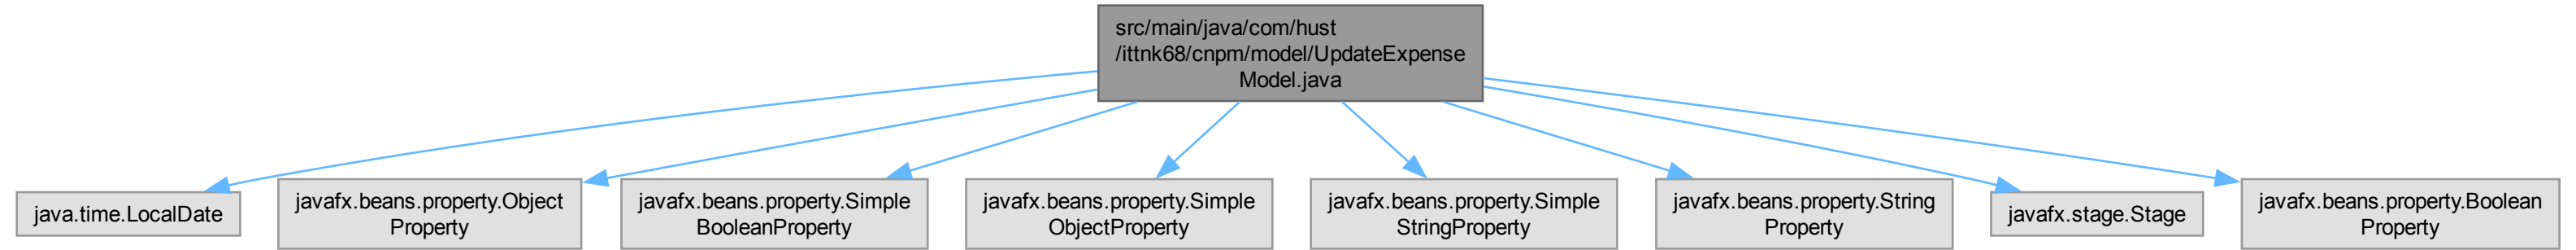 src/main/java/com/hust
/ittnk68/cnpm/model/UpdateExpense
Model.java
java.time.LocalDate
javafx.beans.property.Object
Property
javafx.beans.property.Simple
BooleanProperty
javafx.beans.property.Simple
ObjectProperty
javafx.beans.property.Simple
StringProperty
javafx.beans.property.String
Property
javafx.stage.Stage
javafx.beans.property.Boolean
Property